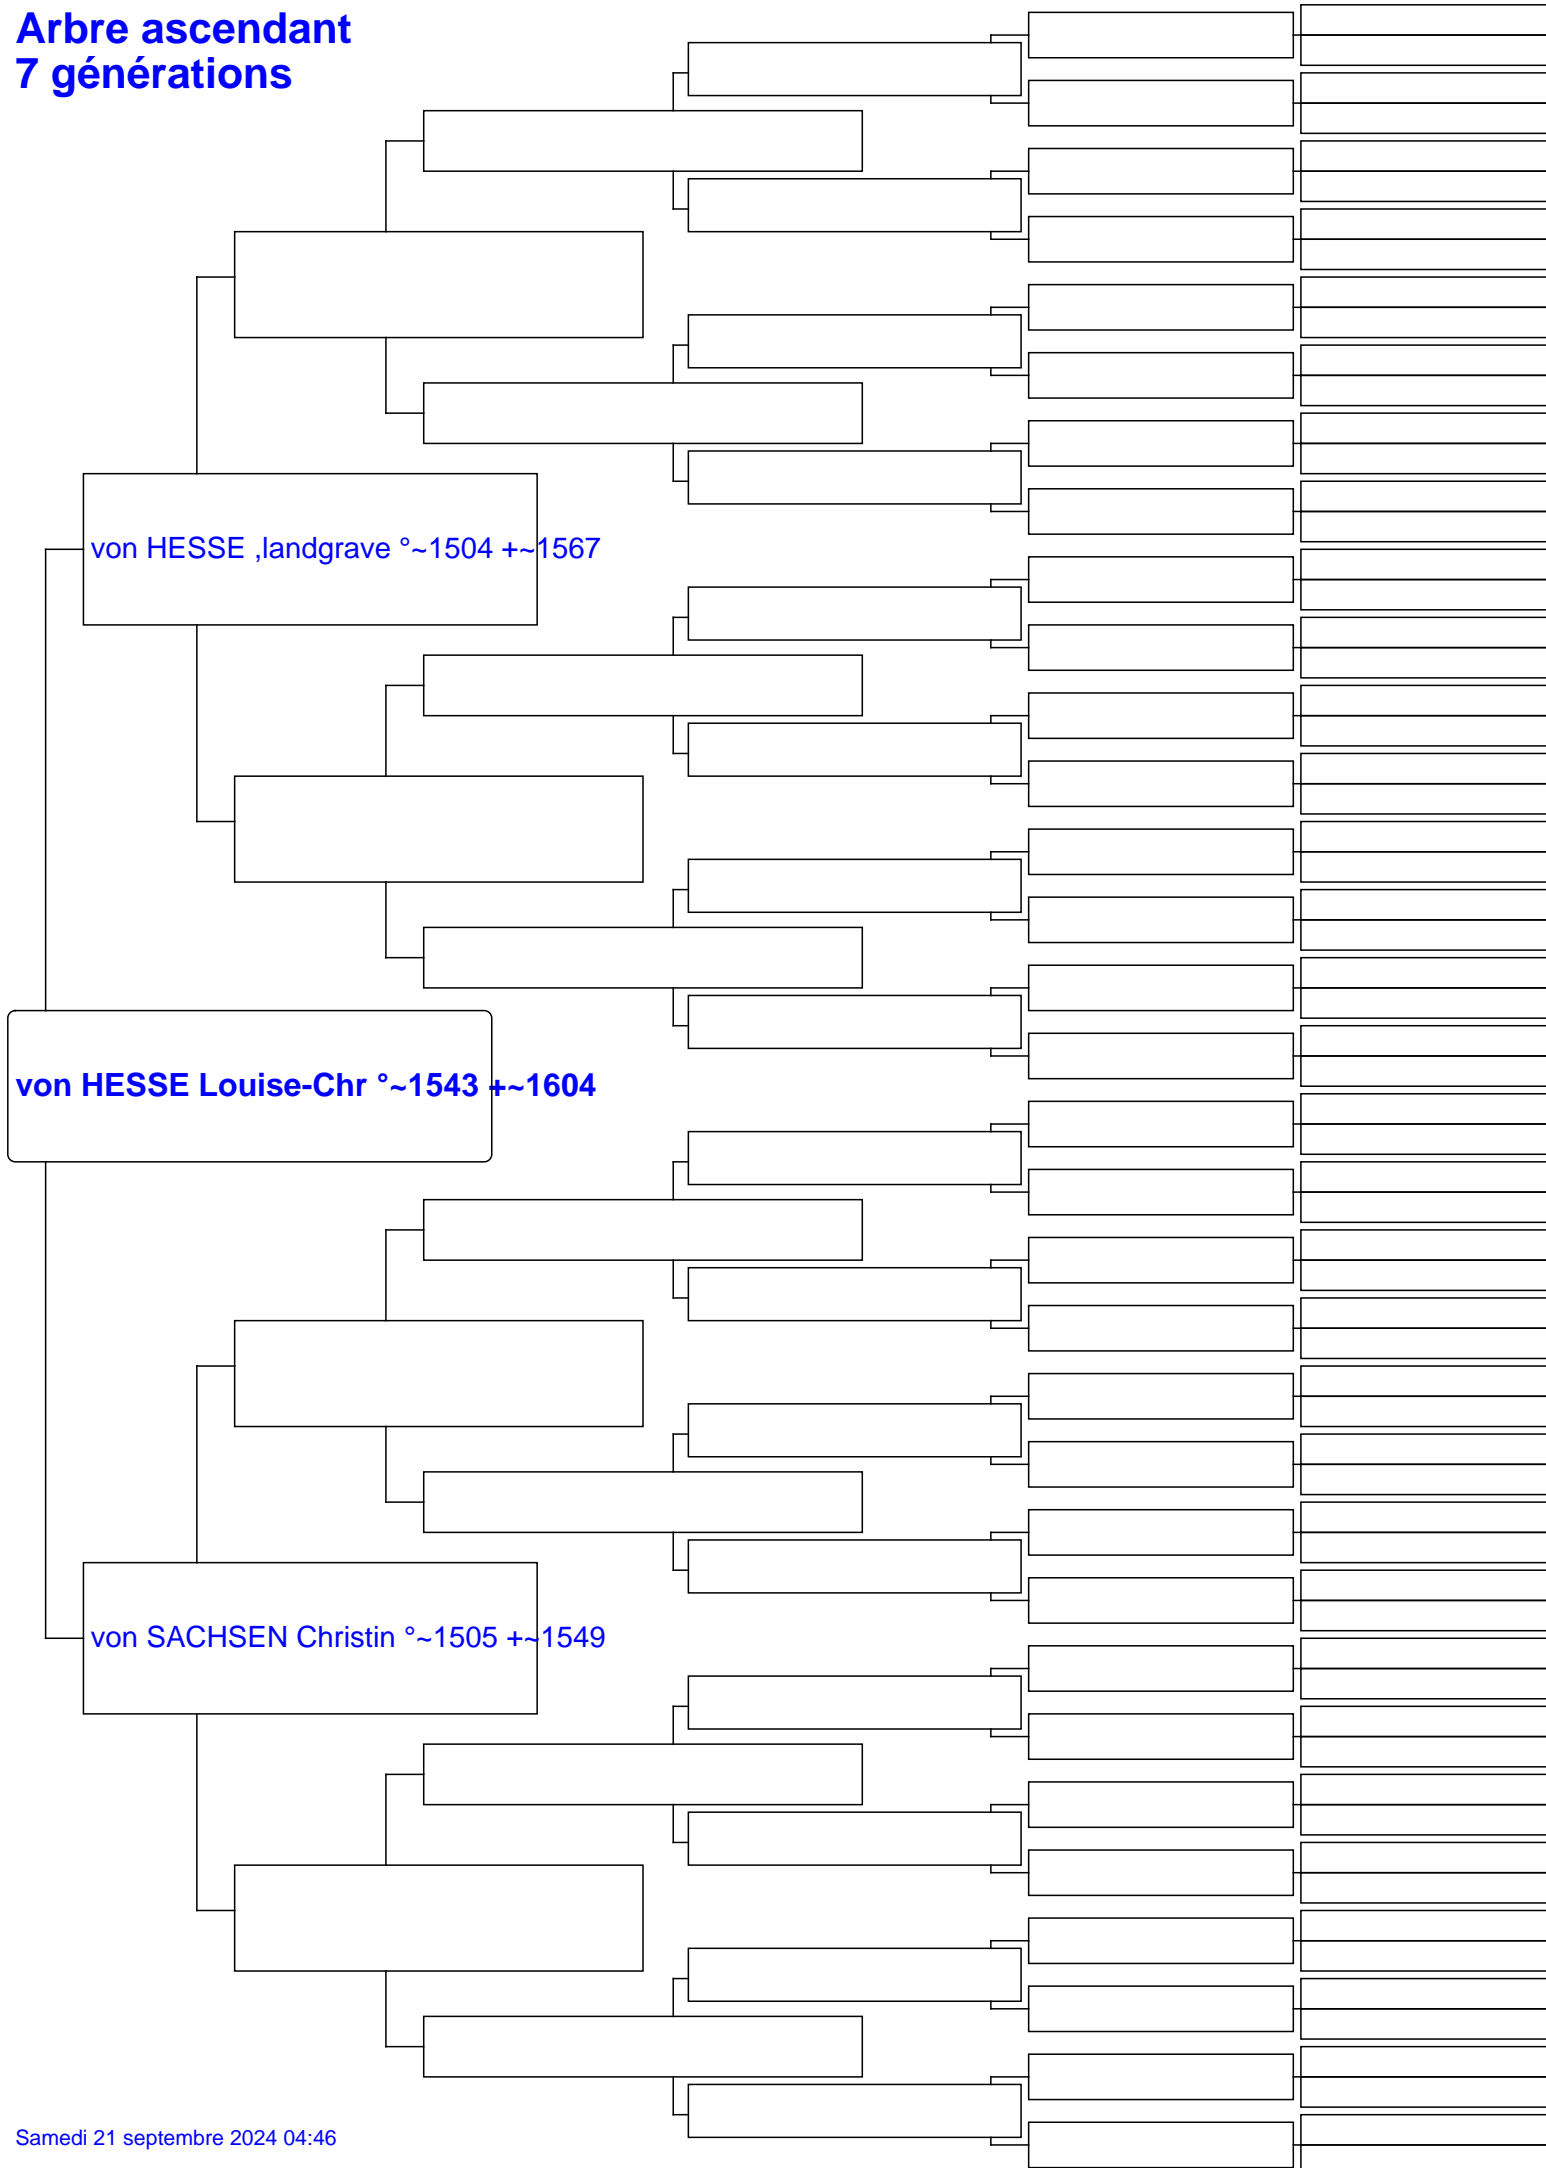 Arbre ascendant
7 générations
von HESSE ,landgrave °~1504 +~1567
von HESSE Louise-Chr °~1543 +~1604
von SACHSEN Christin °~1505 +~1549
Samedi 21 septembre 2024 04:46